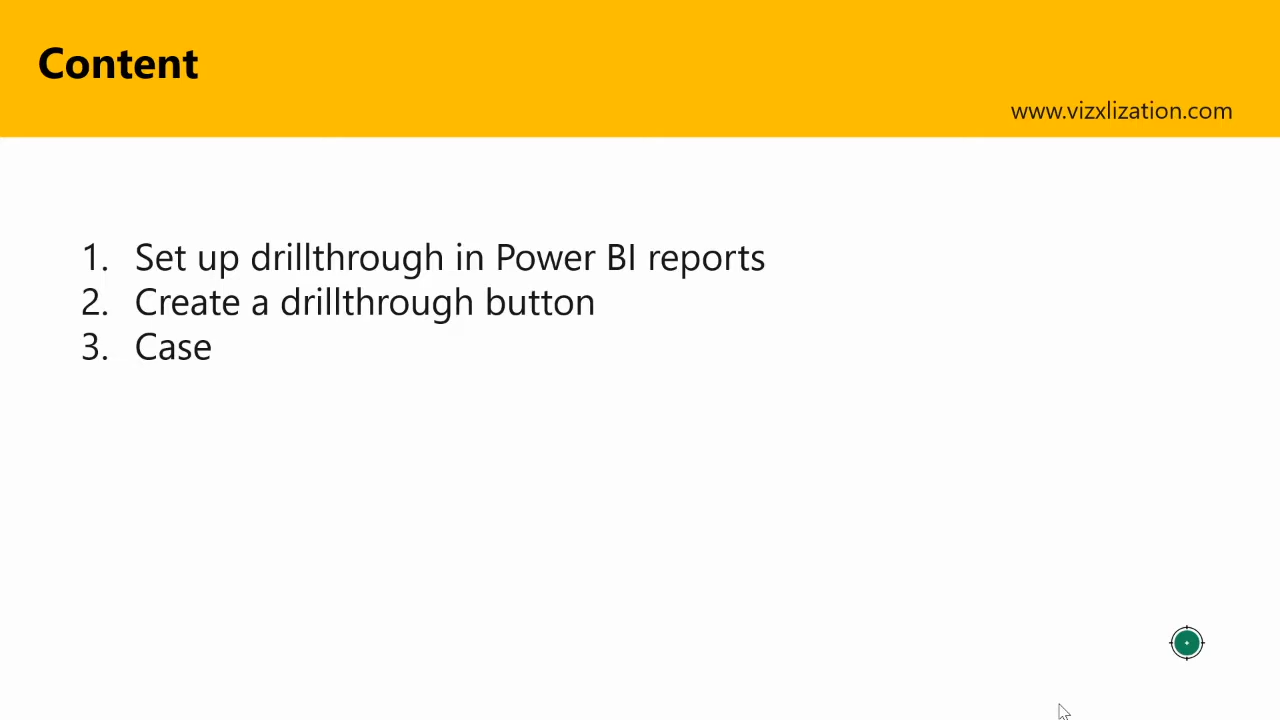 Content
www.vizxlization.com
1. Set up drillthrough in Power BI reports
2. Create a drillthrough button
3. Case